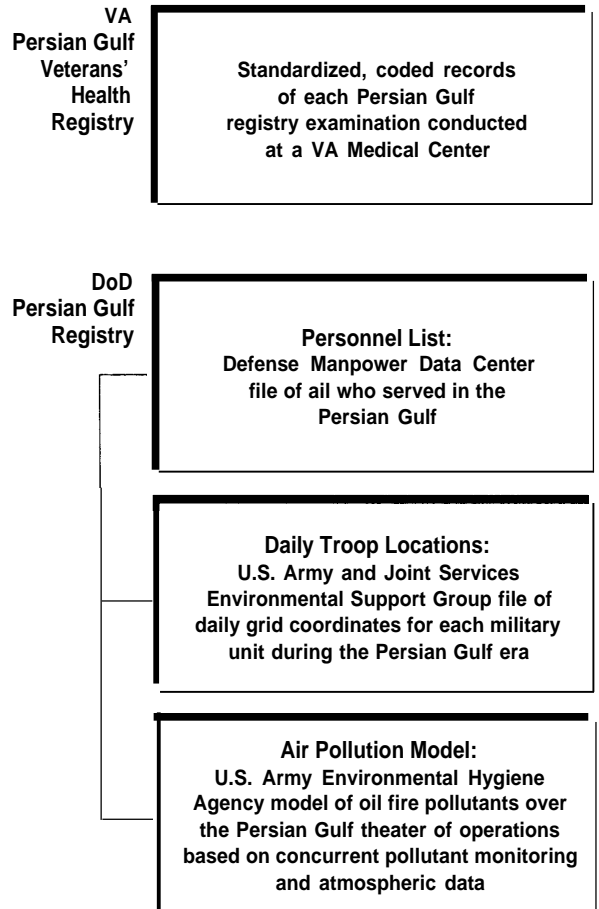 VA
Persian Gulf
Veterans'
Health
Registry
Standardized, coded records
of each Persian Gulf
registry examination conducted
at a VA Medical Center
DoD
Persian Gulf
Registry
Personnel List:
Defense Manpower Data Center
file of ail who served in the
Persian Gulf
Daily Troop Locations:
U.S. Army and Joint Services
Environmental Support Group file of
daily grid coordinates for each military
unit during the Persian Gulf era
Air Pollution Model:
U.S. Army Environmental Hygiene
Agency model of oil fire pollutants over
the Persian Gulf theater of operations
based on concurrent pollutant monitoring
and atmospheric data